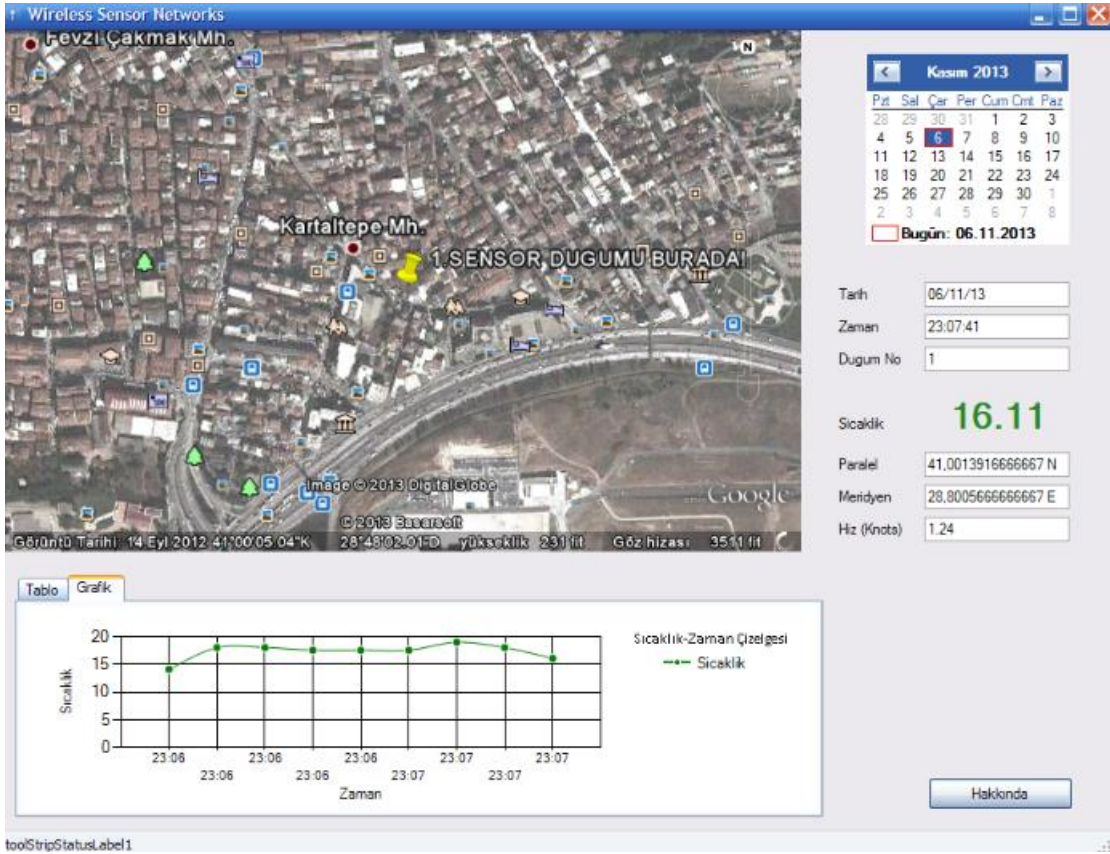 Wireless Sensor Networks
Fevzi Çakmak Mh.
N
Kartaltepe Mh.
1.SENSOR DUGUMU BURADA!
Image © 2013 DigitalGlobe
Google
© 2013 Basarsoft
Görüntü Tarihi: 14 Eyl 2012 41°00'05.04"K 28°48'02.01"D yükseklik 231 fit Göz hizası 3511 fit
Kasım 2013
Pzt Sal Çar Per Cum Cmt Paz
28 29 30 31 1 2 3
4 5 6 7 8 9 10
11 12 13 14 15 16 17
18 19 20 21 22 23 24
25 26 27 28 29 30 1
2 3 4 5 6 7 8
Bugün: 06.11.2013
Tarih 06/11/13
Zaman 23:07:41
Dugum No 1
Sicaklik 16.11
Paralel 41,0013916666667 N
Meridyen 28,8005666666667 E
Hiz (Knots) 1.24
Tablo Grafik
Sıcaklık-Zaman Çizelgesi
Sicaklik
20
15
10
5
0
Sıcaklık
23:06 23:06 23:06 23:07 23:07
23:06 23:06 23:07 23:07
Zaman
Hakkında
toolStripStatusLabel1